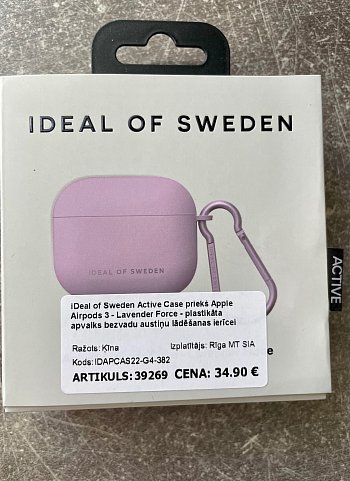 IDEAL OF SWEDEN
IDEAL OF SWEDEN
ACTIVE
iDeal of Sweden Active Case priekš Apple
Airpods 3 - Lavender Force - plastikāta
apvalks bezvadu austiņu lādēšanas ierīcei
Ražots: Ķīna Izplatītājs: Rīga MT SIA
Kods: IDAPCAS22-G4-382
ARTIKULS: 39269 CENA: 34.90 €